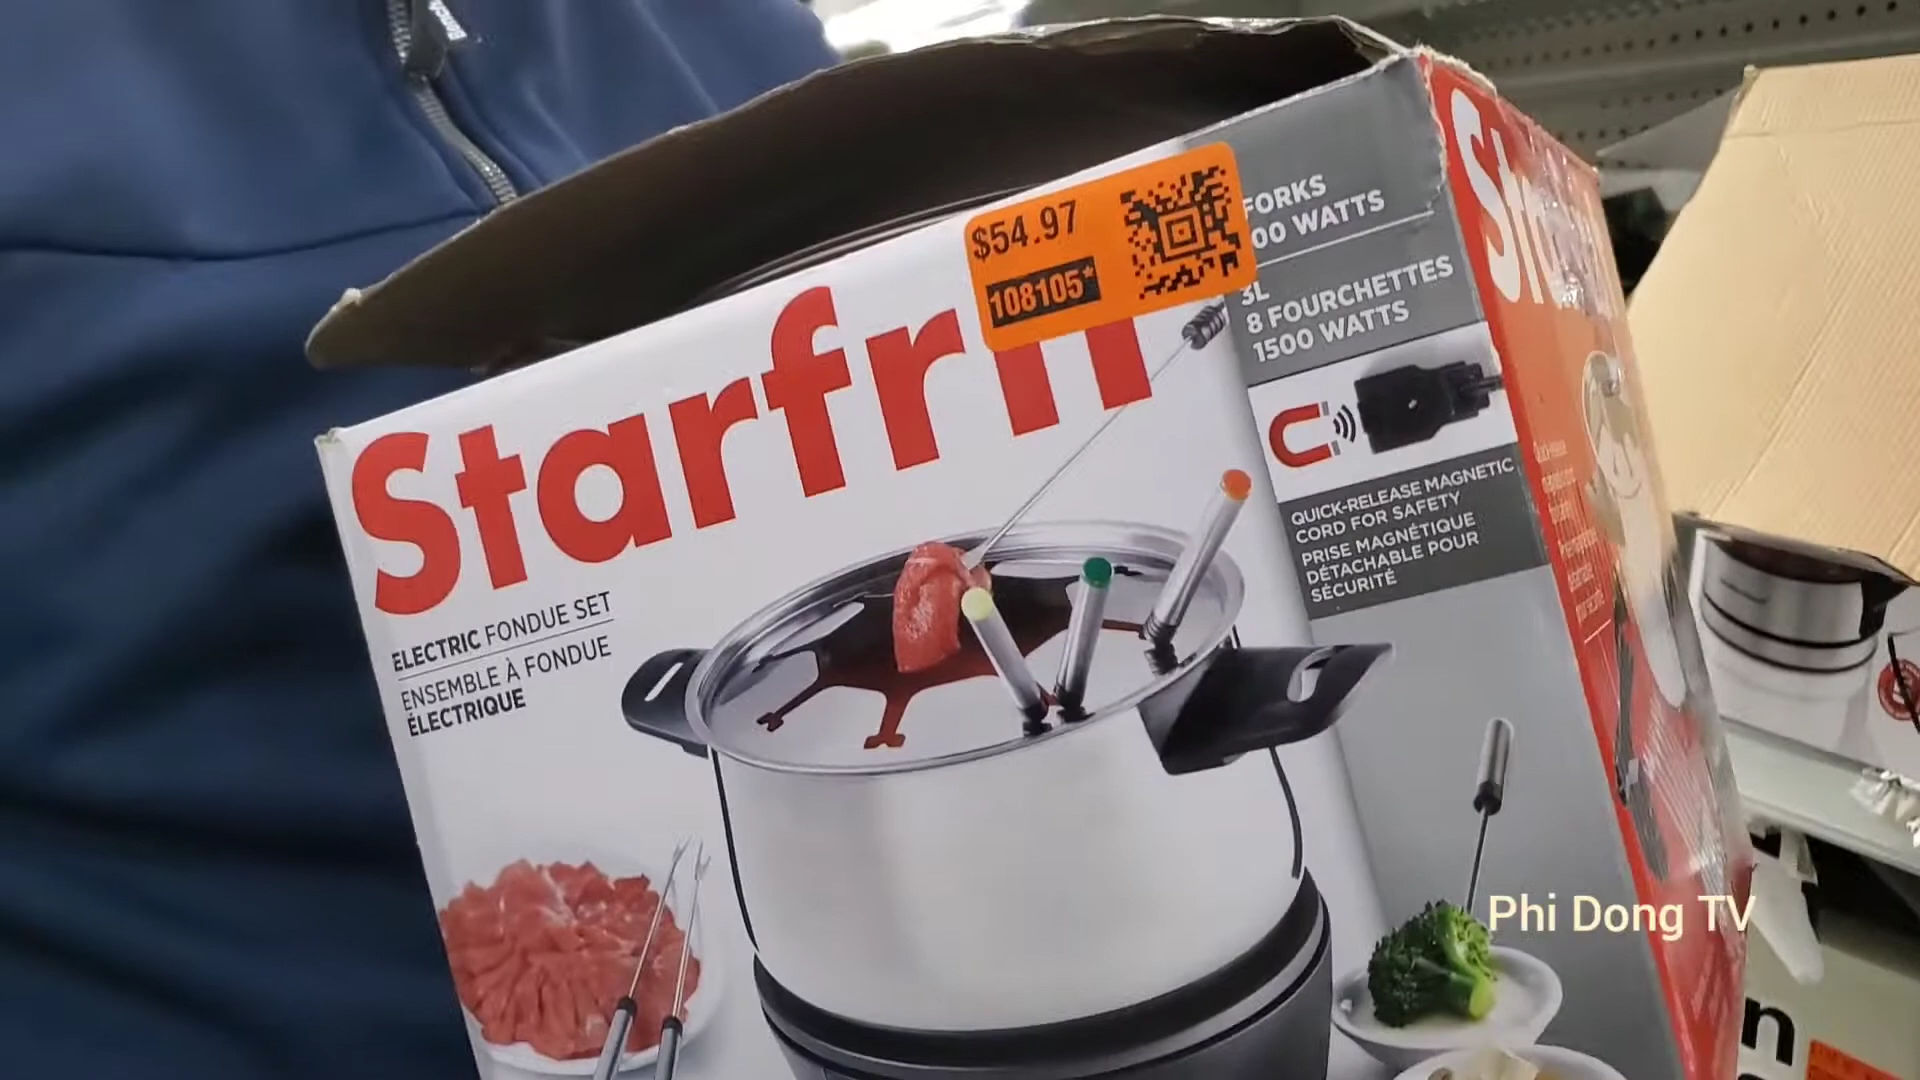 $54.97
108105*
FORKS
00 WATTS
3L
8 FOURCHETTES
1500 WATTS
Starfrit
ELECTRIC FONDUE SET
ENSEMBLE À FONDUE
ÉLECTRIQUE
QUICK-RELEASE MAGNETIC
CORD FOR SAFETY
PRISE MAGNÉTIQUE
DÉTACHABLE POUR
SÉCURITÉ
Phi Dong TV
n